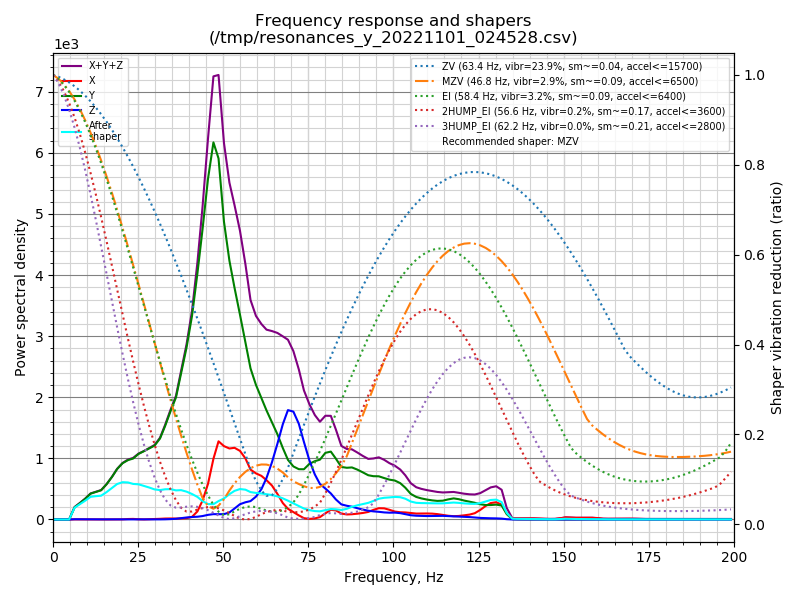 Frequency response and shapers
(/tmp/resonances_y_20221101_024528.csv)
1e3
X+Y+Z
X
Y
Z
After
shaper
ZV (63.4 Hz, vibr=23.9%, sm~=0.04, accel<=15700)
MZV (46.8 Hz, vibr=2.9%, sm~=0.09, accel<=6500)
EI (58.4 Hz, vibr=3.2%, sm~=0.09, accel<=6400)
2HUMP_EI (56.6 Hz, vibr=0.2%, sm~=0.17, accel<=3600)
3HUMP_EI (62.2 Hz, vibr=0.0%, sm~=0.21, accel<=2800)
Recommended shaper: MZV
7
6
5
4
3
2
1
0
Power spectral density
1.0
0.8
0.6
0.4
0.2
0.0
Shaper vibration reduction (ratio)
0 25 50 75 100 125 150 175 200
Frequency, Hz